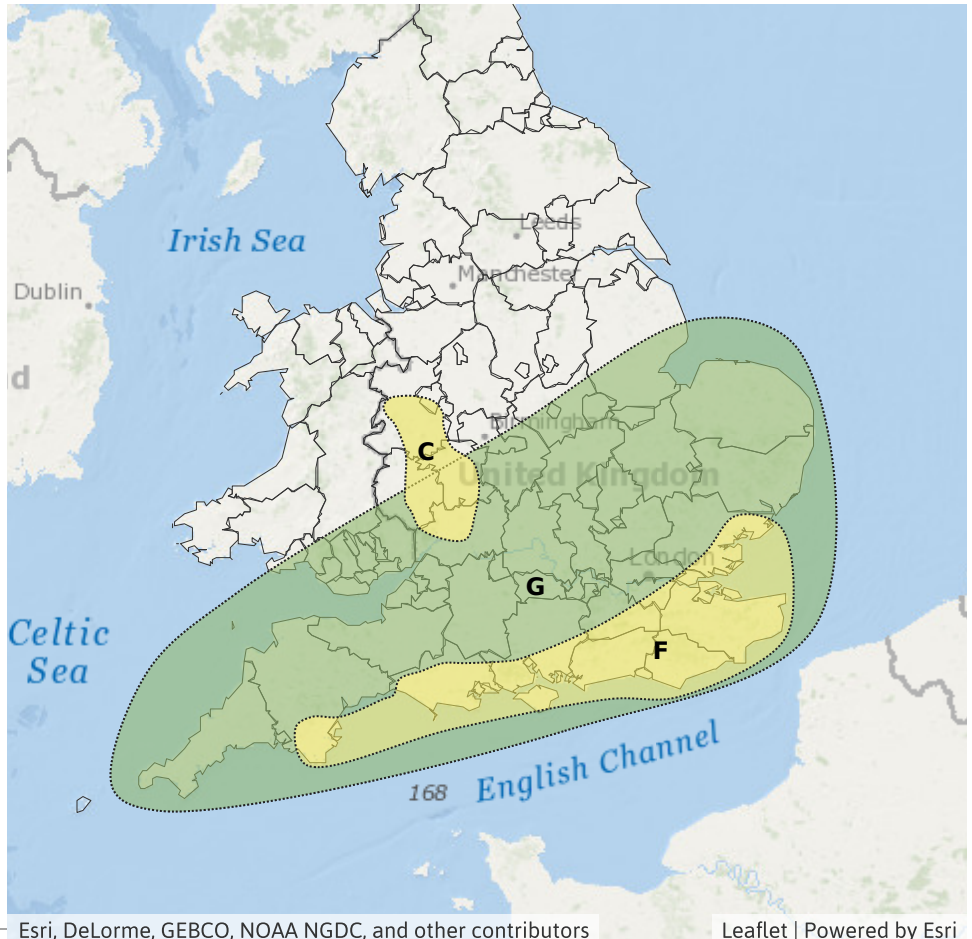 Leeds
Irish Sea
Manchester
Dublin
d
Birmingham
C
United Kingdom
London
G
Celtic
Sea
F
English Channel
168
Esri, DeLorme, GEBCO, NOAA NGDC, and other contributors
Leaflet | Powered by Esri